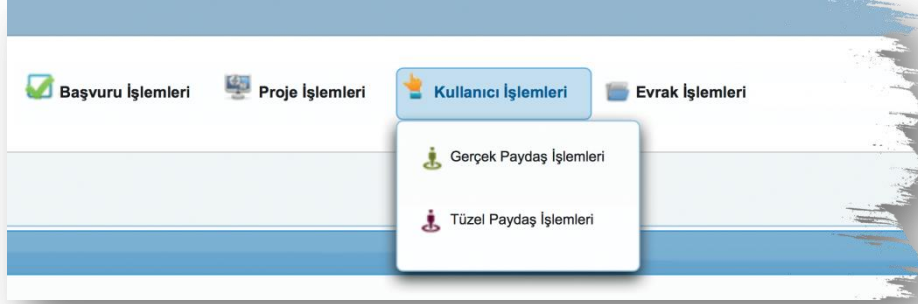 Başvuru İşlemleri
Proje İşlemleri
Kullanıcı İşlemleri
Evrak İşlemleri
Gerçek Paydaş İşlemleri
Tüzel Paydaş İşlemleri